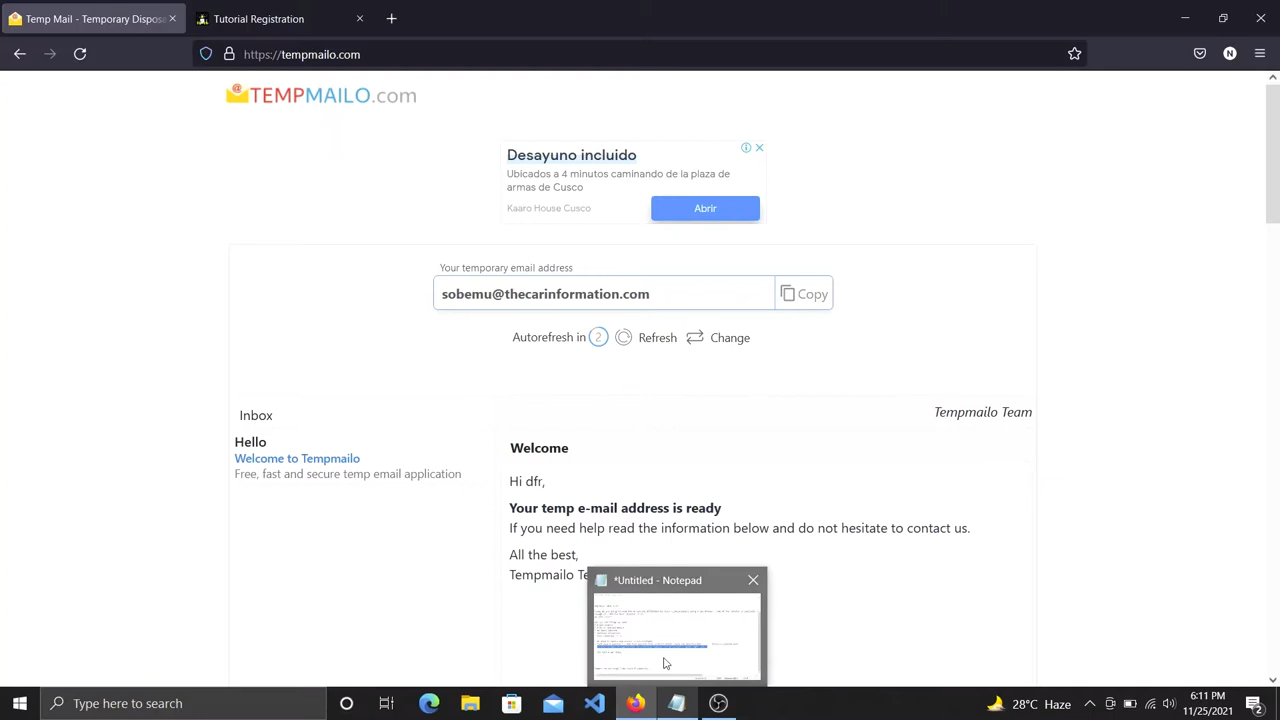 Temp Mail - Temporary Disposa
Tutorial Registration
https://tempmailo.com
N
TEMPMAILO.com
Desayuno incluido
Ubicados a 4 minutos caminando de la plaza de
armas de Cusco
Kaaro House Cusco
Abrir
Your temporary email address
sobemu@thecarinformation.com
Copy
Autorefresh in 2 Refresh Change
Inbox
Tempmailo Team
Hello
Welcome to Tempmailo
Free, fast and secure temp email application
Welcome
Hi dfr,
Your temp e-mail address is ready
If you need help read the information below and do not hesitate to contact us.
All the best,
Tempmailo Te
*Untitled - Notepad
Type here to search
28°C Haze
6:11 PM
11/25/2021
2